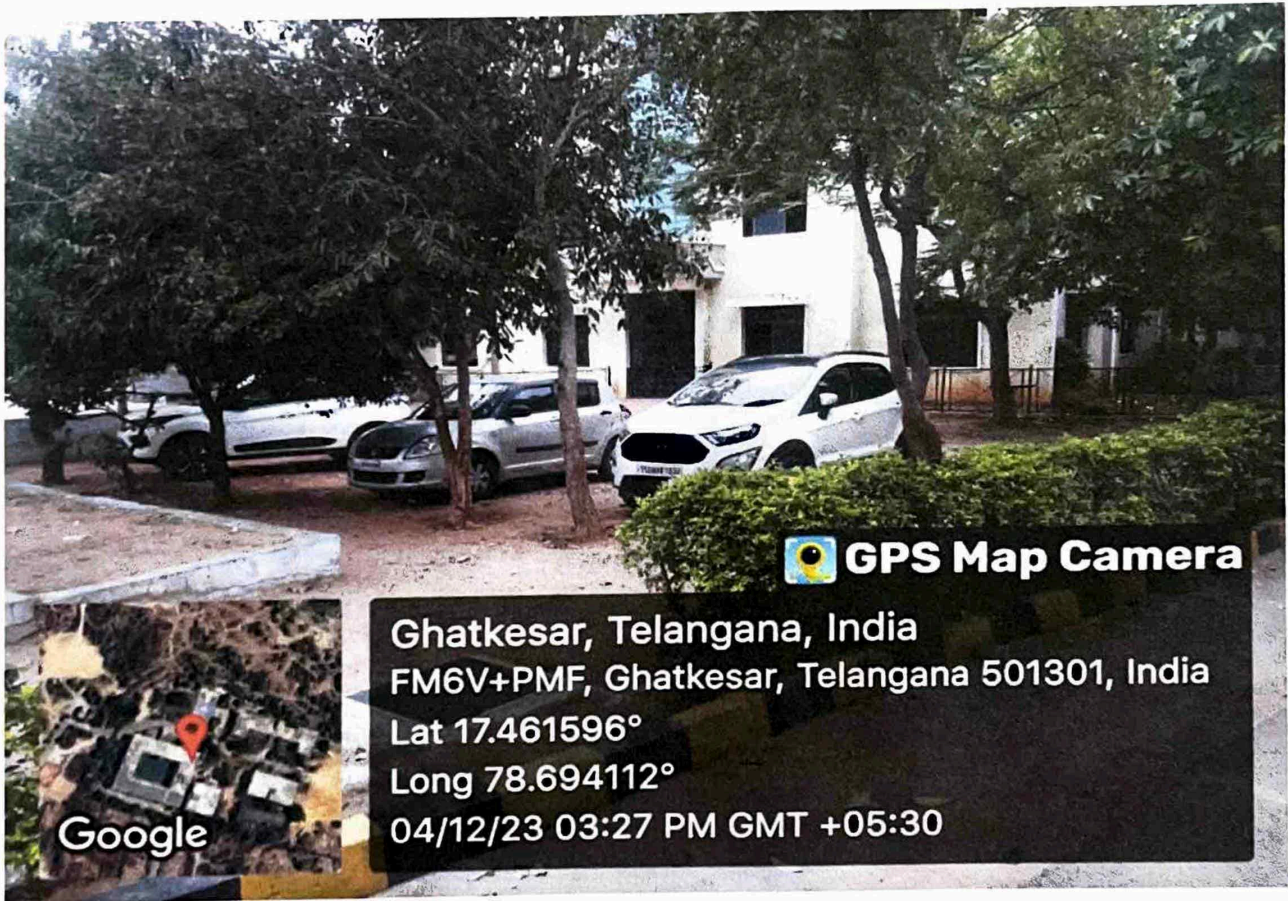 GPS Map Camera
Ghatkesar, Telangana, India
FM6V+PMF, Ghatkesar, Telangana 501301, India
Lat 17.461596°
Long 78.694112°
04/12/23 03:27 PM GMT +05:30
Google